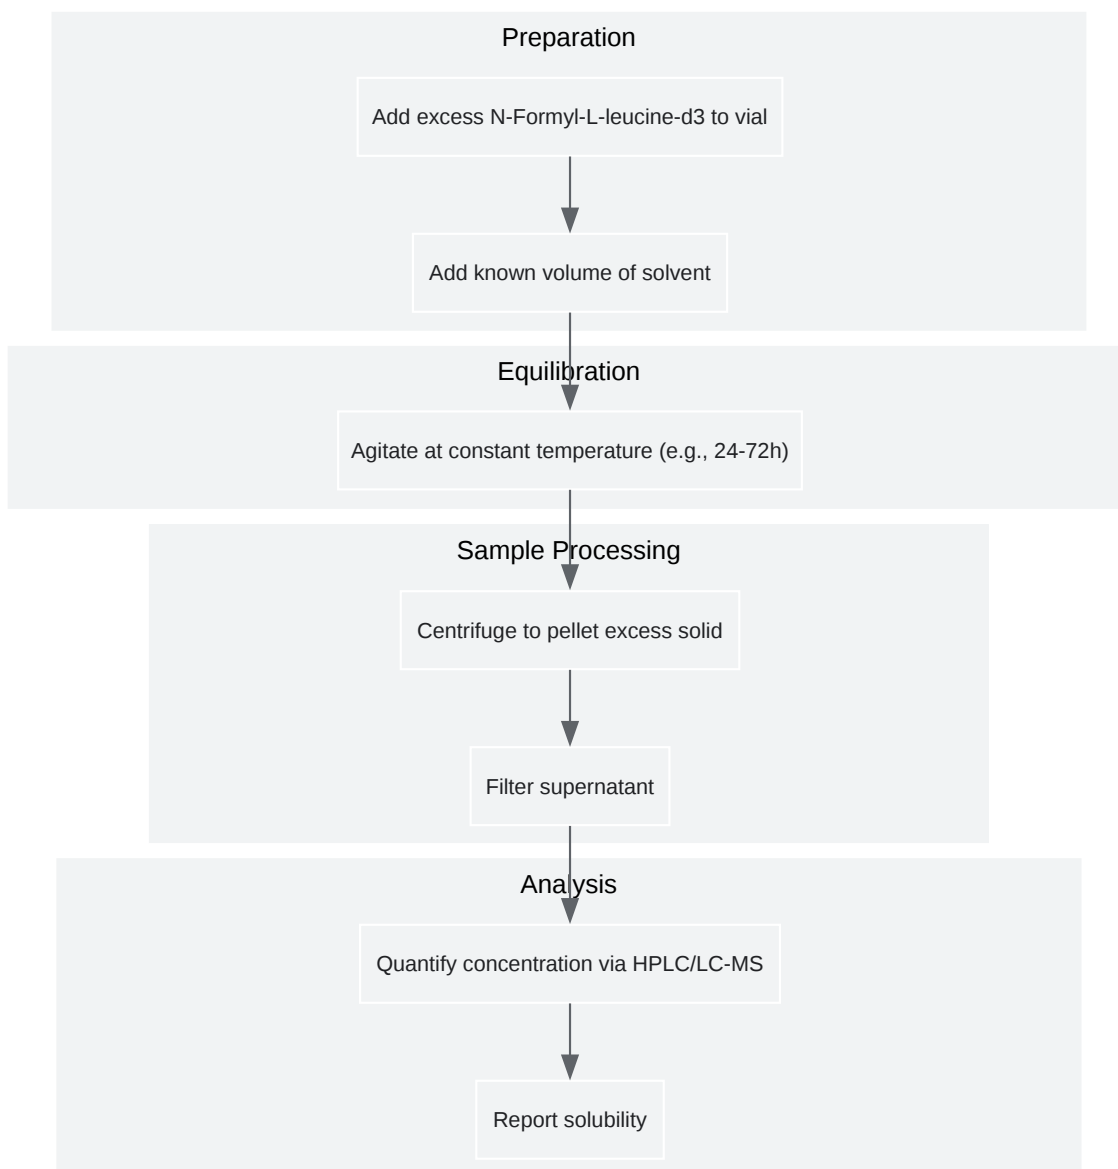 Preparation
Add excess N-Formyl-L-leucine-d3 to vial
Add known volume of solvent
Equilibration
Agitate at constant temperature (e.g., 24-72h)
Sample Processing
Centrifuge to pellet excess solid
Filter supernatant
Analysis
Quantify concentration via HPLC/LC-MS
Report solubility